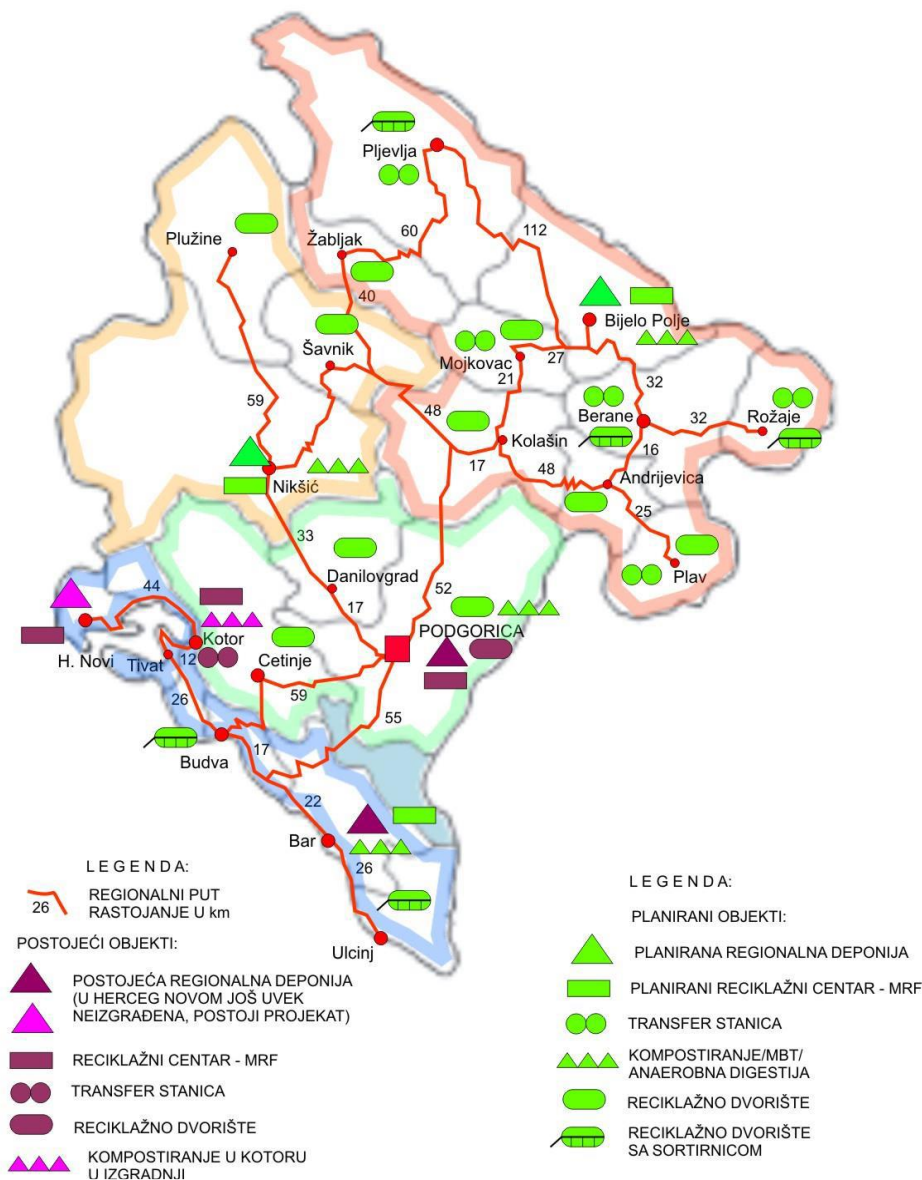 Pljevlja
Plužine
Žabljak
60
112
40
Bijelo Polje
Šavnik
Mojkovac
27
21
32
59
48
Berane
32
Rožaje
Kolašin
16
17
48
Andrijevica
Nikšić
25
33
Plav
Danilovgrad
52
44
17
PODGORICA
H. Novi
Kotor
Tivat
12
Cetinje
59
26
55
Budva
17
22
Bar
26
Ulcinj
LEGENDA:
26
REGIONALNI PUT
RASTOJANJE U km
POSTOJEĆI OBJEKTI:
POSTOJEĆA REGIONALNA DEPONIJA
(U HERCEG NOVOM JOŠ UVEK
NEIZGRAĐENA, POSTOJI PROJEKAT)
RECIKLAŽNI CENTAR - MRF
TRANSFER STANICA
RECIKLAŽNO DVORIŠTE
KOMPOSTIRANJE U KOTORU
U IZGRADNJI
LEGENDA:
PLANIRANI OBJEKTI:
PLANIRANA REGIONALNA DEPONIJA
PLANIRANI RECIKLAŽNI CENTAR - MRF
TRANSFER STANICA
KOMPOSTIRANJE/MBT/
ANAEROBNA DIGESTIJA
RECIKLAŽNO DVORIŠTE
RECIKLAŽNO DVORIŠTE
SA SORTIRNICOM